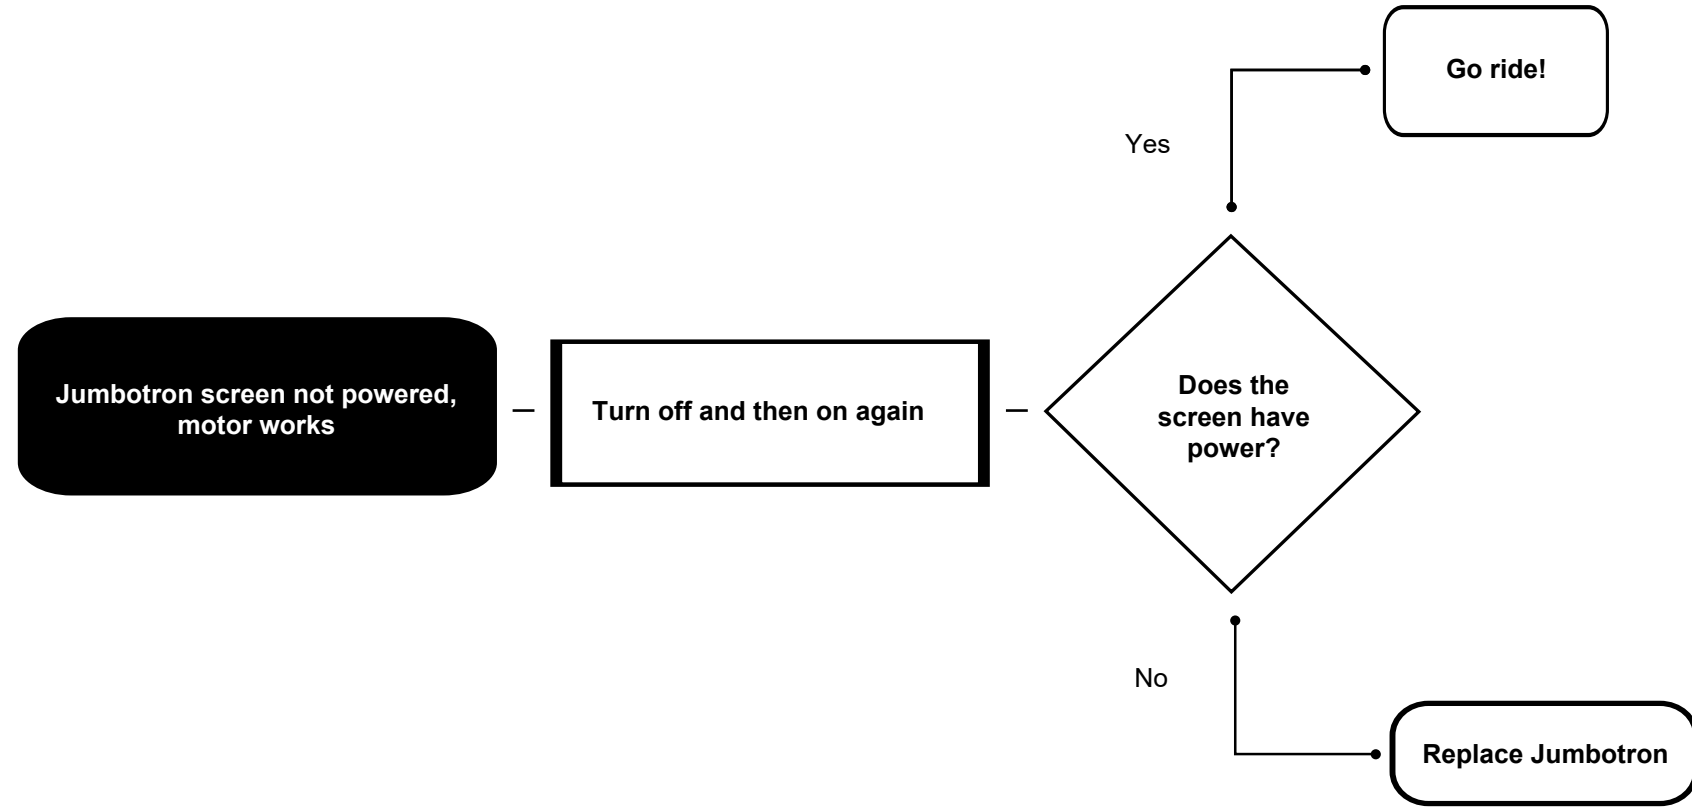 Go ride!
Yes
Jumbotron screen not powered,
motor works
Turn off and then on again
Does the
screen have
power?
No
Replace Jumbotron